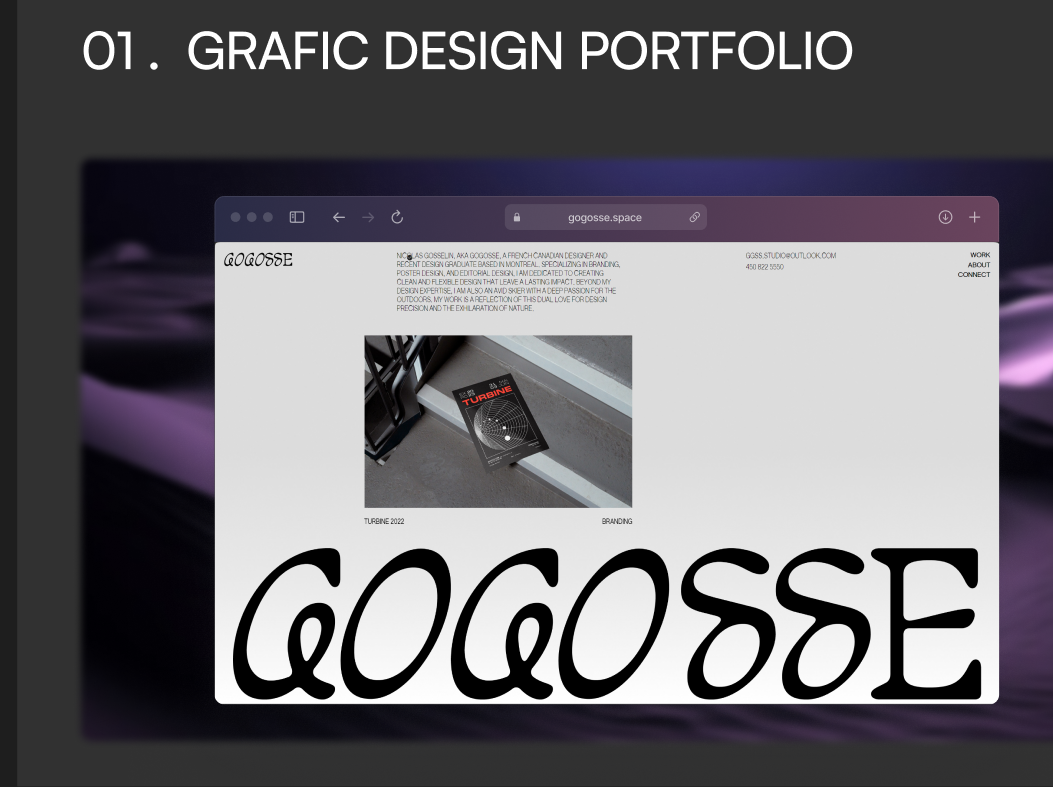 01. GRAFIC DESIGN PORTFOLIO
gogosse.space
GOGOSSE
NICOLAS GOSSELIN, AKA GOGOSSE, A FRENCH CANADIAN DESIGNER AND
RECENT DESIGN GRADUATE BASED IN MONTREAL. SPECIALIZING IN BRANDING,
POSTER DESIGN, AND EDITORIAL DESIGN, I AM DEDICATED TO CREATING
CLEAN AND FLEXIBLE DESIGN THAT LEAVE A LASTING IMPACT. BEYOND MY
DESIGN EXPERTISE, I AM ALSO AN AVID SKIER WITH A DEEP PASSION FOR THE
OUTDOORS. MY WORK IS A REFLECTION OF THIS DUAL LOVE FOR DESIGN
PRECISION AND THE EXHILARATION OF NATURE.
GGSS.STUDIO@OUTLOOK.COM
450 822 5550
WORK
ABOUT
CONNECT
TURBINE
TURBINE 2022
BRANDING
GOGOSSE